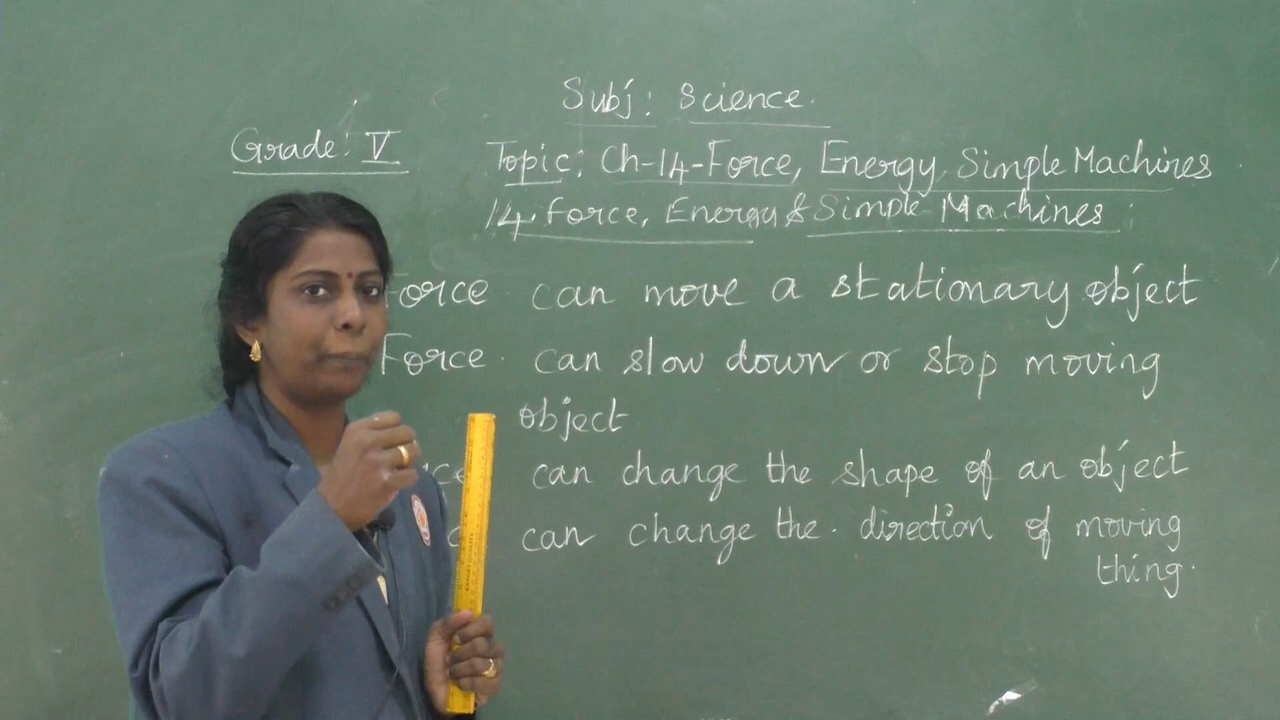 Subj: Science.
Grade: V
Topic: Ch-14-Force, Energy, Simple Machines
14. Force, Energy & Simple Machines
Force can move a stationary object
Force can slow down or stop moving
object
can change the shape of an object
can change the direction of moving
thing.